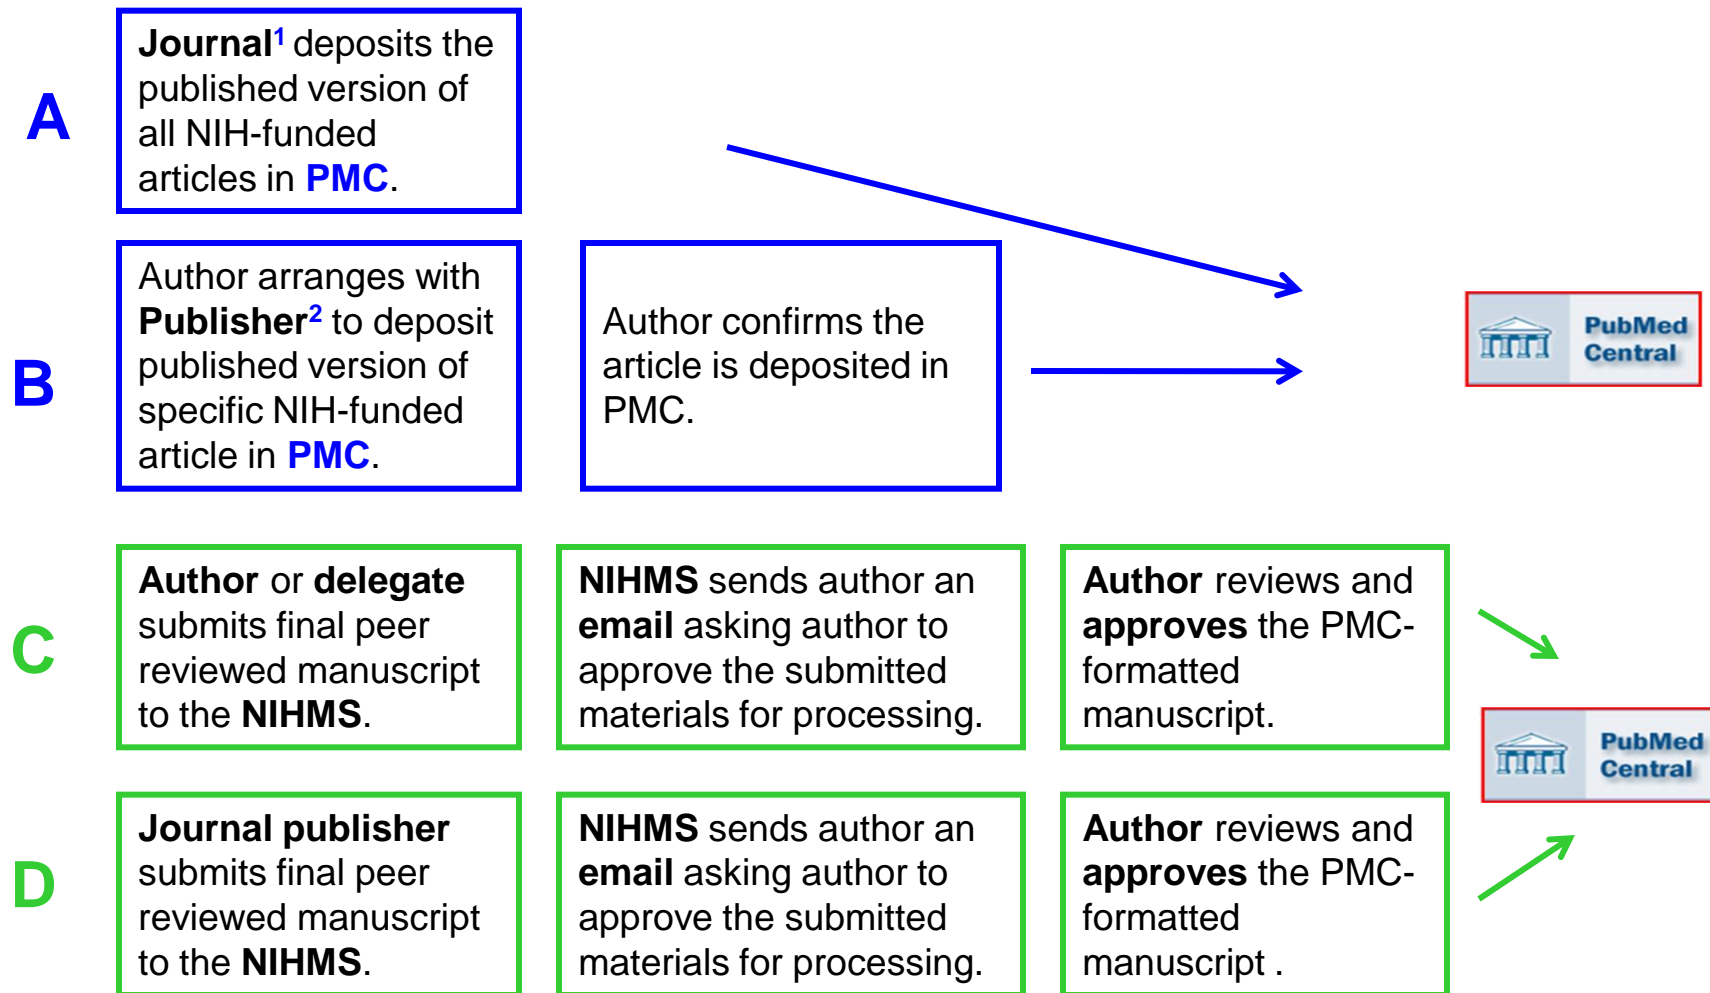 A
Journal¹ deposits the
published version of
all NIH-funded
articles in PMC.
B
Author arranges with
Publisher² to deposit
published version of
specific NIH-funded
article in PMC.
Author confirms the
article is deposited in
PMC.
PubMed
Central
C
Author or delegate
submits final peer
reviewed manuscript
to the NIHMS.
NIHMS sends author an
email asking author to
approve the submitted
materials for processing.
Author reviews and
approves the PMC-
formatted
manuscript.
PubMed
Central
D
Journal publisher
submits final peer
reviewed manuscript
to the NIHMS.
NIHMS sends author an
email asking author to
approve the submitted
materials for processing.
Author reviews and
approves the PMC-
formatted
manuscript .